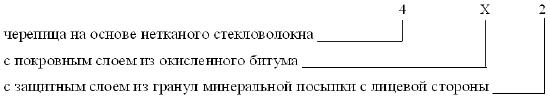 4 X 2
черепица на основе нетканого стекловолокна
с покровным слоем из окисленного битума
с защитным слоем из гранул минеральной посыпки с лицевой стороны